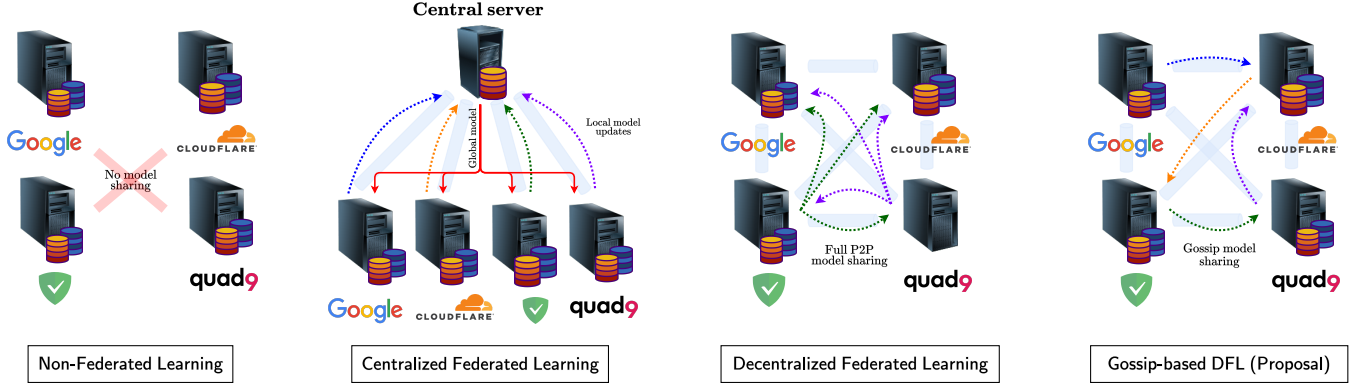 Google
CLOUDFLARE
No model
sharing
quad9
Non-Federated Learning
Central server
Global model
Local model
updates
Google
CLOUDFLARE
quad9
Centralized Federated Learning
Google
CLOUDFLARE
Full P2P
model sharing
quad9
Decentralized Federated Learning
Google
CLOUDFLARE
Gossip model
sharing
quad9
Gossip-based DFL (Proposal)